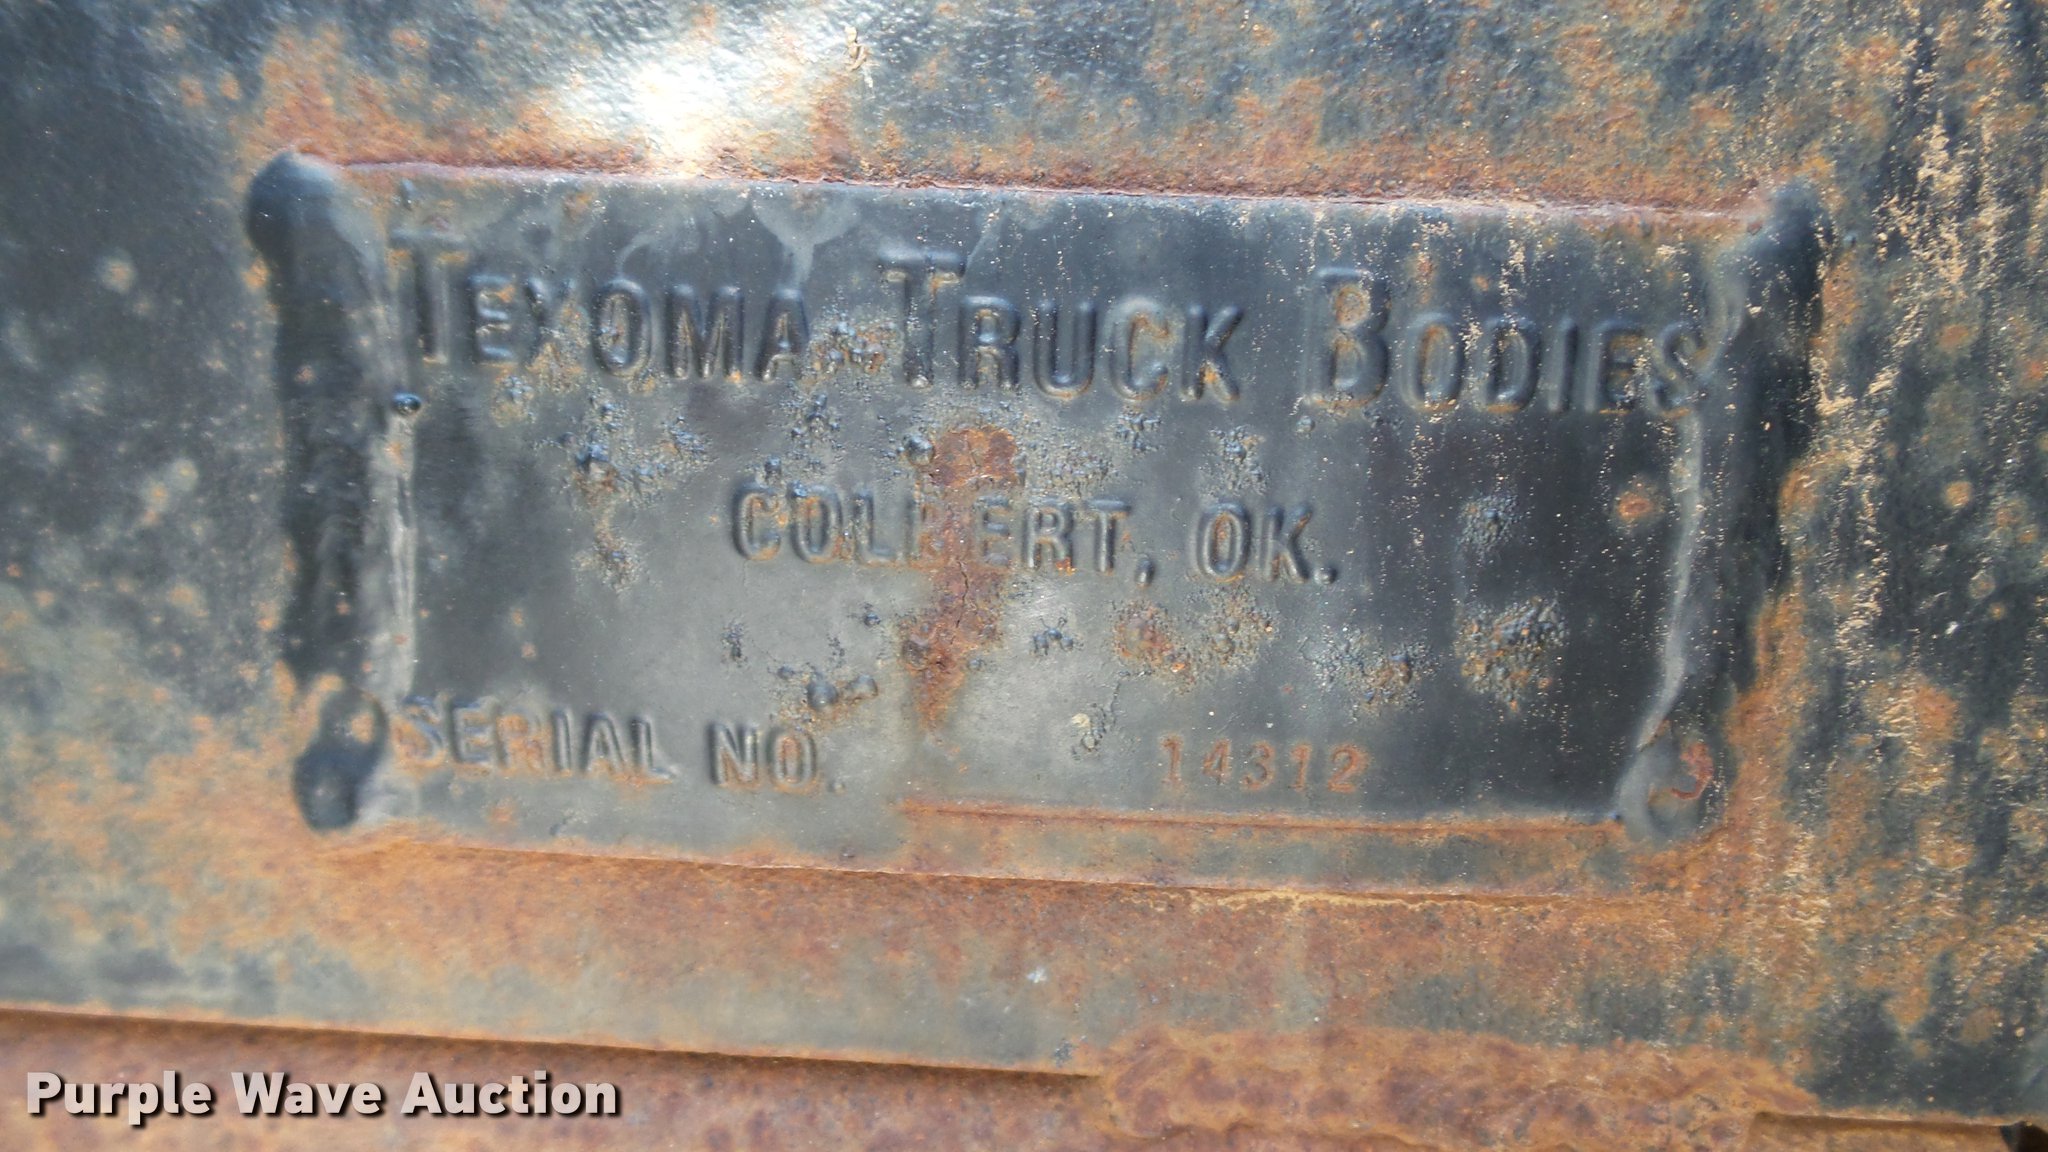 TEXOMA TRUCK BODIES
COLBERT, OK.
SERIAL NO. 14312
Purple Wave Auction